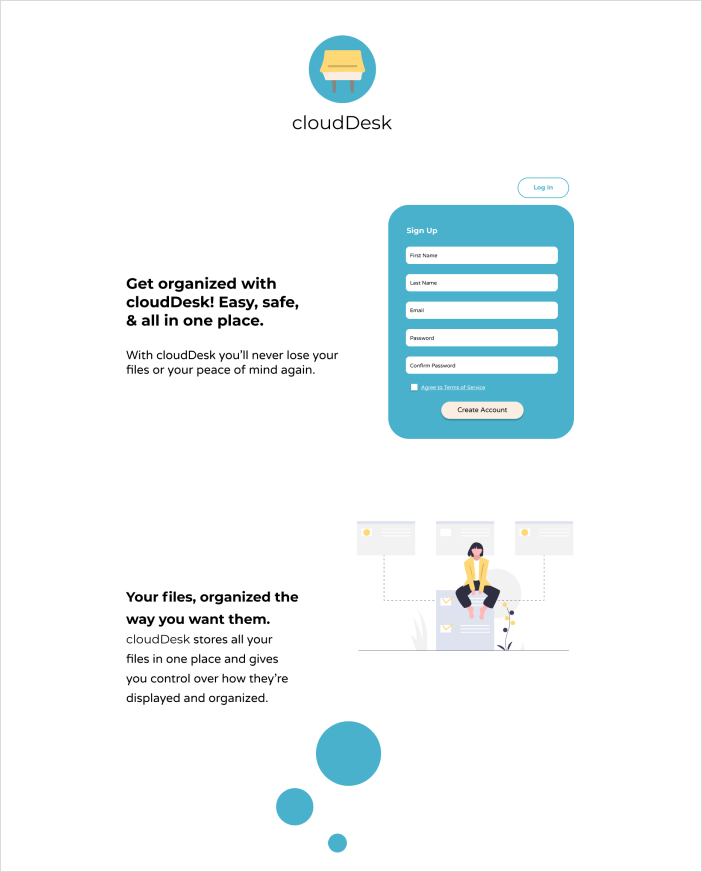 cloudDesk
Log In
Get organized with
cloudDesk! Easy, safe,
& all in one place.
With cloudDesk you'll never lose your
files or your peace of mind again.
Sign Up
First Name
Last Name
Email
Password
Confirm Password
Agree to Terms of Service
Create Account
Your files, organized the
way you want them.
cloudDesk stores all your
files in one place and gives
you control over how they're
displayed and organized.